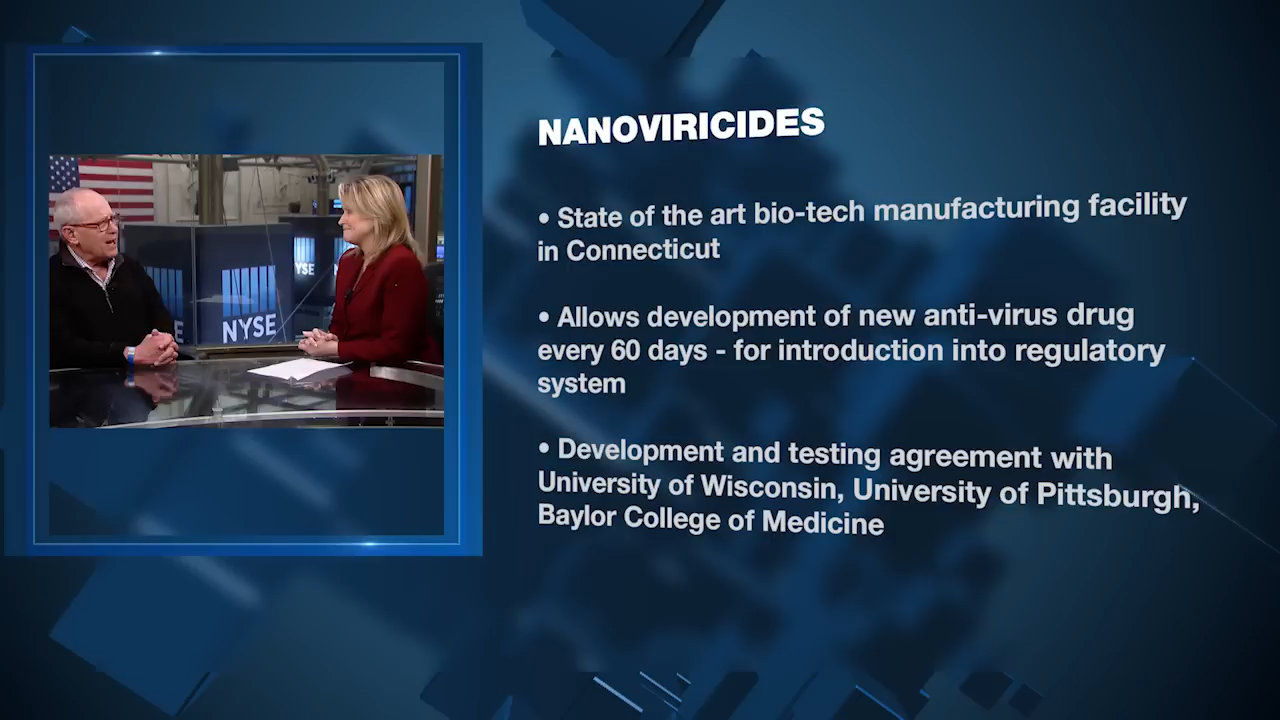 NANOVIRICIDES
• State of the art bio-tech manufacturing facility
in Connecticut
• Allows development of new anti-virus drug
every 60 days - for introduction into regulatory
system
• Development and testing agreement with
University of Wisconsin, University of Pittsburgh,
Baylor College of Medicine
NYSE
YSE
E